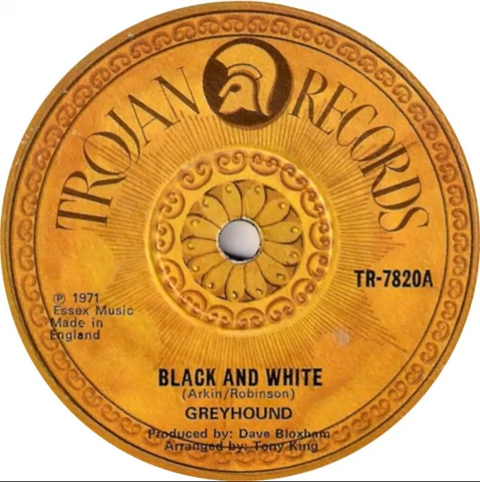 TROJAN RECORDS
TR-7820A
℗ 1971
Essex Music
Made in
England
BLACK AND WHITE
(Arkin/Robinson)
GREYHOUND
Produced by: Dave Bloxham
Arranged by: Tony King